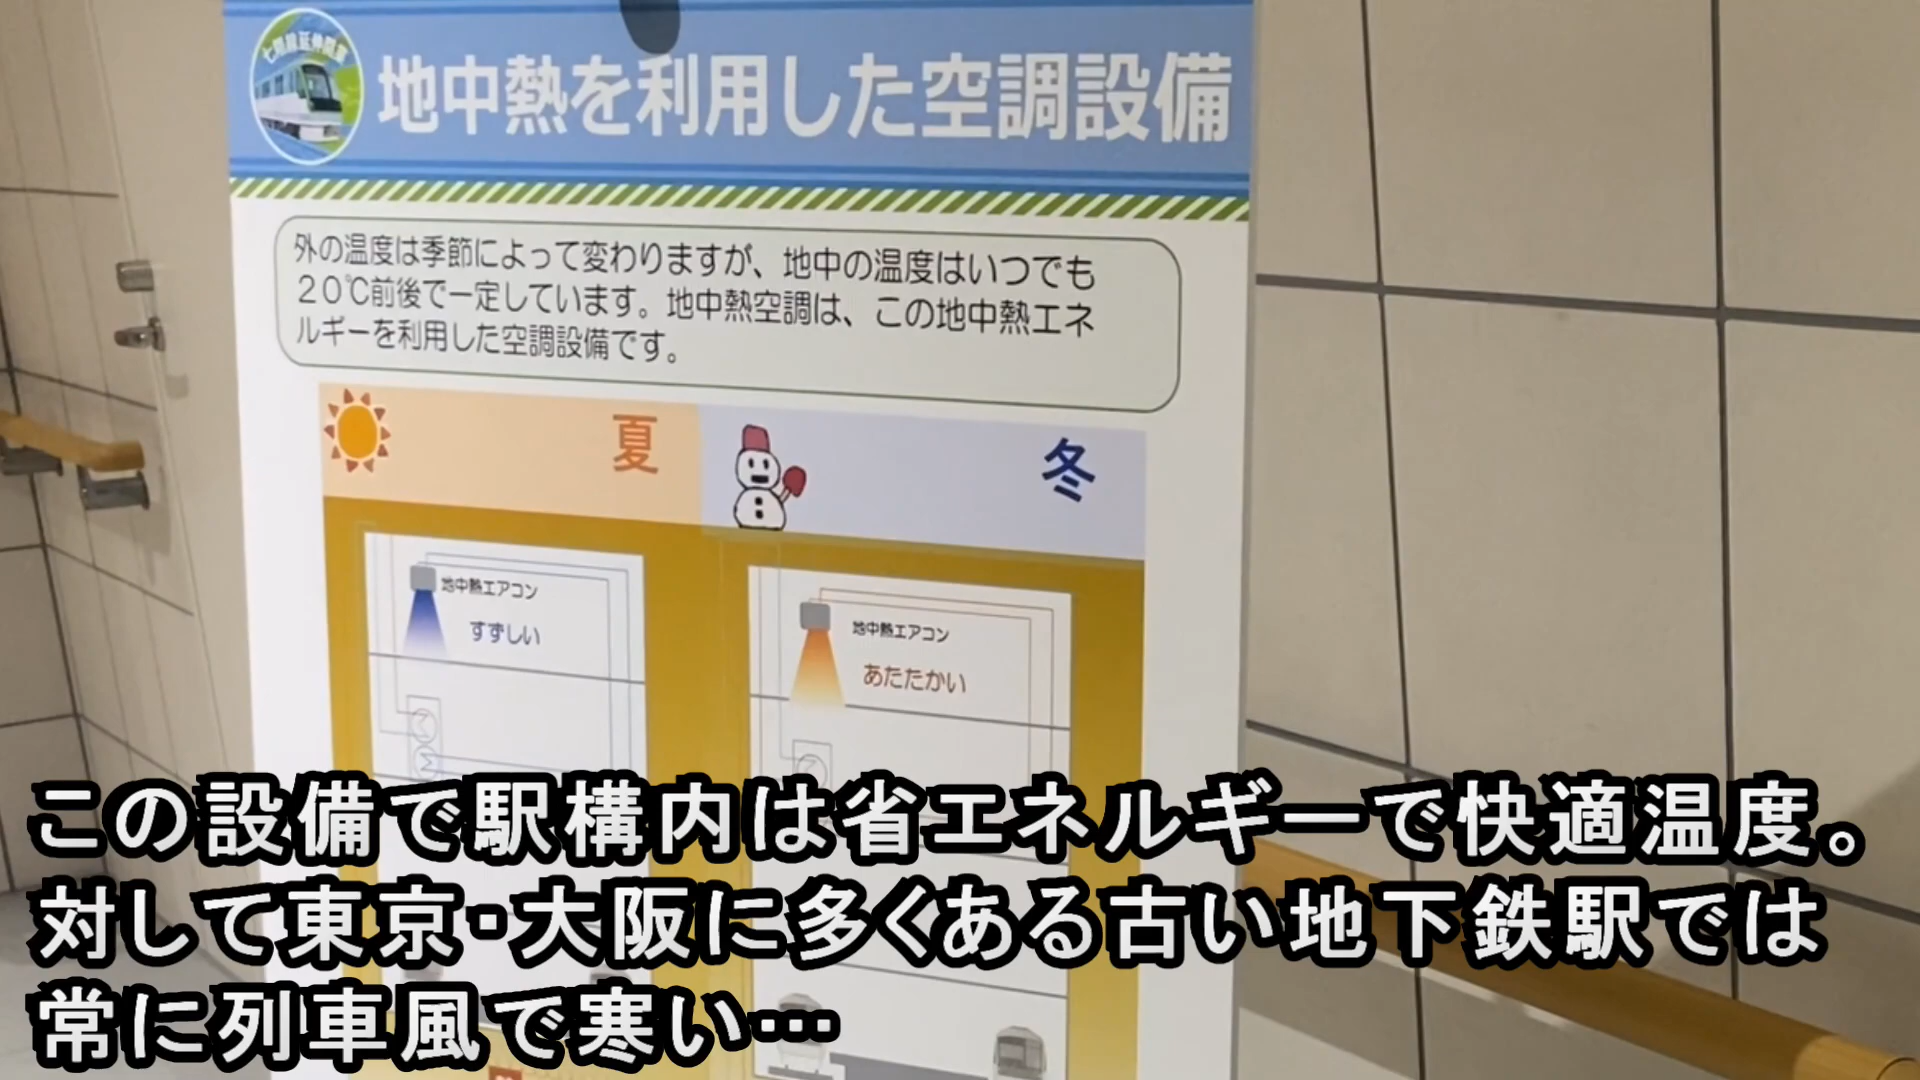 七隈線延伸開業
地中熱を利用した空調設備
外の温度は季節によって変わりますが、地中の温度はいつでも
20℃前後で一定しています。地中熱空調は、この地中熱エネ
ルギーを利用した空調設備です。
夏
冬
地中熱エアコン
すずしい
地中熱エアコン
あたたかい
この設備で駅構内は省エネルギーで快適温度。
対して東京・大阪に多くある古い地下鉄駅では
常に列車風で寒い…